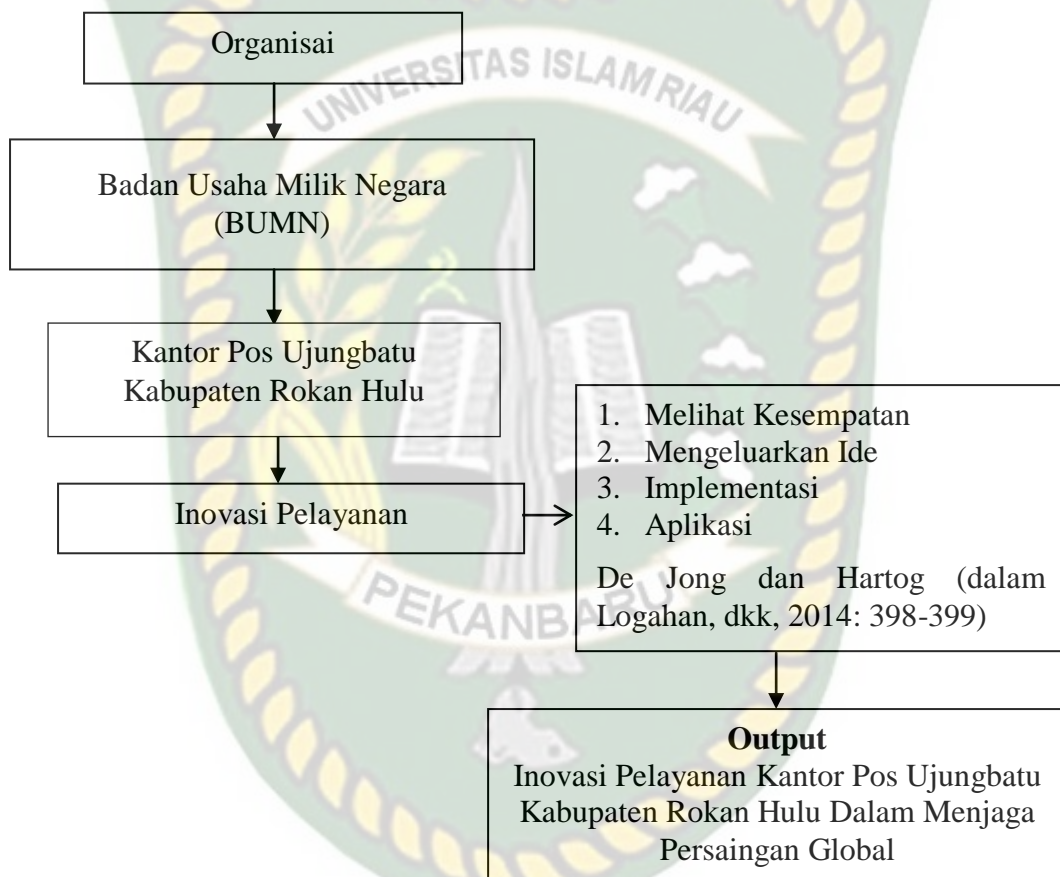 Organisai
UNIVERSITAS ISLAM RIAU
Badan Usaha Milik Negara
(BUMN)
Kantor Pos Ujungbatu
Kabupaten Rokan Hulu
Inovasi Pelayanan
1. Melihat Kesempatan
2. Mengeluarkan Ide
3. Implementasi
4. Aplikasi
De Jong dan Hartog (dalam
Logahan, dkk, 2014: 398-399)
PEKANBARU
Output
Inovasi Pelayanan Kantor Pos Ujungbatu
Kabupaten Rokan Hulu Dalam Menjaga
Persaingan Global